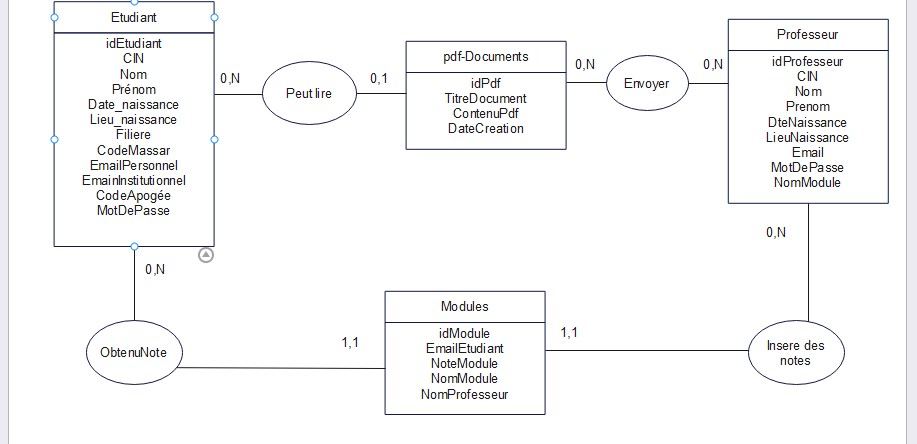 Etudiant
idEtudiant
CIN
Nom
Prénom
Date_naissance
Lieu_naissance
Filiere
CodeMassar
EmailPersonnel
EmainInstitutionnel
CodeApogée
MotDePasse
0,N
Peut lire
0,1
pdf-Documents
idPdf
TitreDocument
ContenuPdf
DateCreation
0,N
Envoyer
0,N
Professeur
idProfesseur
CIN
Nom
Prenom
DteNaissance
LieuNaissance
Email
MotDePasse
NomModule
0,N
0,N
ObtenuNote
1,1
Modules
idModule
EmailEtudiant
NoteModule
NomModule
NomProfesseur
1,1
Insere des
notes